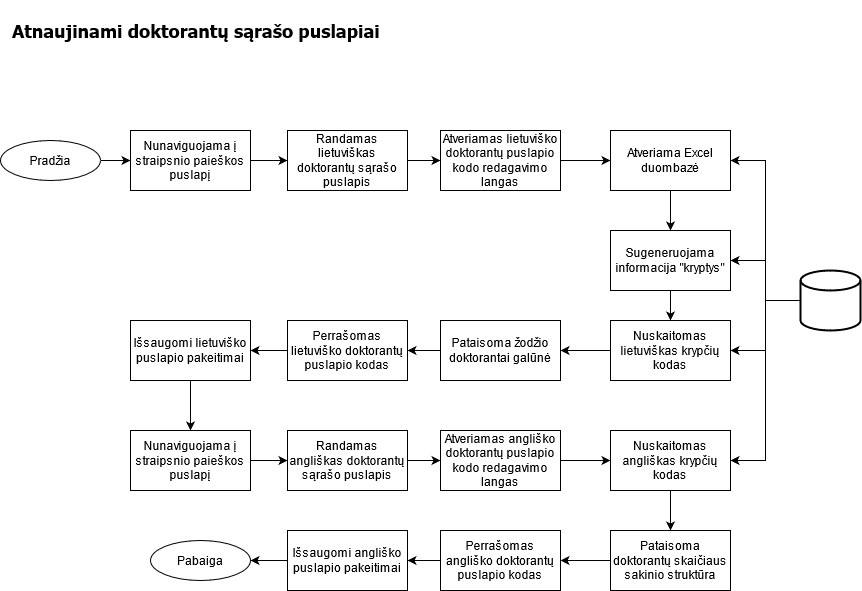 Atnaujinami doktorantų sąrašo puslapiai
Pradžia
Nunaviguojama į
straipsnio paieškos
puslapį
Randamas
lietuviškas
doktorantų sąrašo
puslapis
Atveriamas lietuviško
doktorantų puslapio
kodo redagavimo
langas
Atveriama Excel
duombazė
Sugeneruojama
informacija "kryptys"
Nuskaitomas
lietuviškas krypčių
kodas
Pataisoma žodžio
doktorantai galūnė
Perrašomas
lietuviško doktorantų
puslapio kodas
Išsaugomi lietuviško
puslapio pakeitimai
Nunaviguojama į
straipsnio paieškos
puslapį
Randamas
angliškas doktorantų
sąrašo puslapis
Atveriamas angliško
doktorantų puslapio
kodo redagavimo
langas
Nuskaitomas
angliškas krypčių
kodas
Pataisoma
doktorantų skaičiaus
sakinio struktūra
Perrašomas
angliško doktorantų
puslapio kodas
Išsaugomi angliško
puslapio pakeitimai
Pabaiga